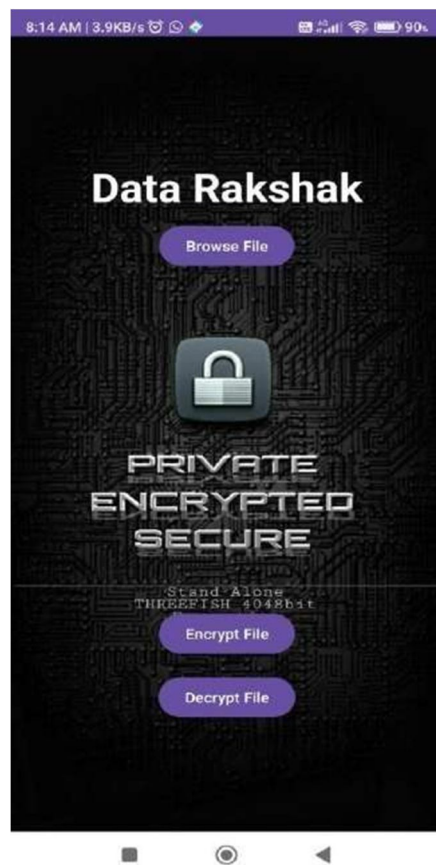 8:14 AM | 3.9KB/s
4G 90%
Data Rakshak
Browse File
PRIVATE
ENCRYPTED
SECURE
Stand Alone
THREEFISH 4048bit
Encrypt File
Decrypt File